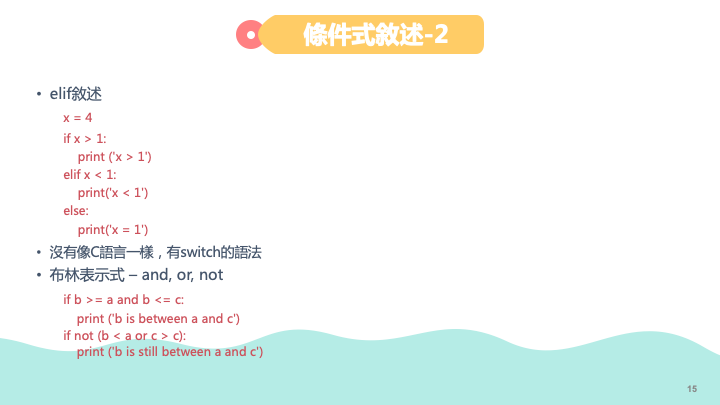 條件式敘述-2
• elif敘述
x = 4
if x > 1:
print ('x > 1')
elif x < 1:
print('x < 1')
else:
print('x = 1')
• 沒有像C語言一樣，有switch的語法
• 布林表示式 – and, or, not
if b >= a and b <= c:
print ('b is between a and c')
if not (b < a or c > c):
print ('b is still between a and c')
15